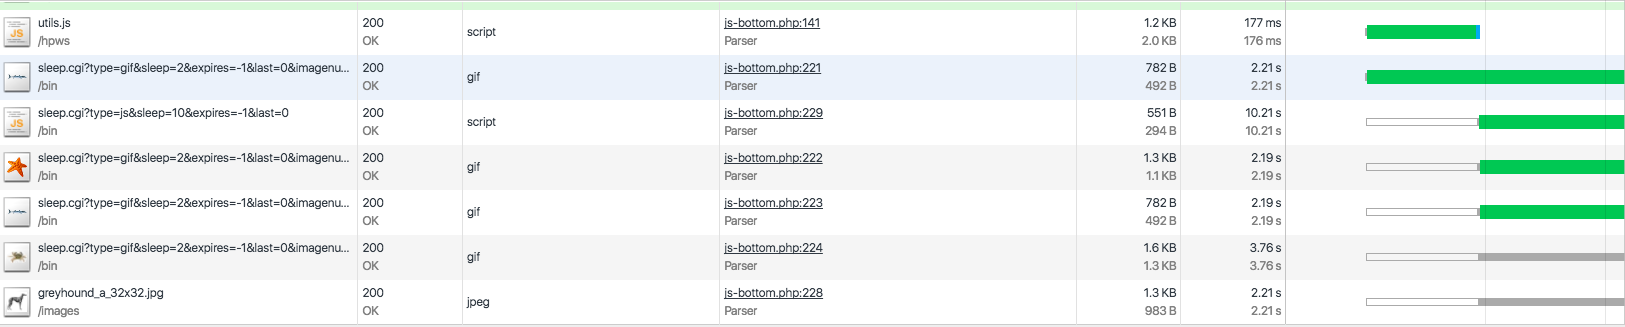 utils.js 200 script js-bottom.php:141 1.2 KB 177 ms
/hpws OK Parser 2.0 KB 176 ms
sleep.cgi?type=gif&sleep=2&expires=-1&last=0&imagenu... 200 gif js-bottom.php:221 782 B 2.21 s
/bin OK Parser 492 B 2.21 s
sleep.cgi?type=js&sleep=10&expires=-1&last=0 200 script js-bottom.php:229 551 B 10.21 s
/bin OK Parser 294 B 10.21 s
sleep.cgi?type=gif&sleep=2&expires=-1&last=0&imagenu... 200 gif js-bottom.php:222 1.3 KB 2.19 s
/bin OK Parser 1.1 KB 2.19 s
sleep.cgi?type=gif&sleep=2&expires=-1&last=0&imagenu... 200 gif js-bottom.php:223 782 B 2.19 s
/bin OK Parser 492 B 2.19 s
sleep.cgi?type=gif&sleep=2&expires=-1&last=0&imagenu... 200 gif js-bottom.php:224 1.6 KB 3.76 s
/bin OK Parser 1.3 KB 3.76 s
greyhound_a_32x32.jpg 200 jpeg js-bottom.php:228 1.3 KB 2.21 s
/images OK Parser 983 B 2.21 s